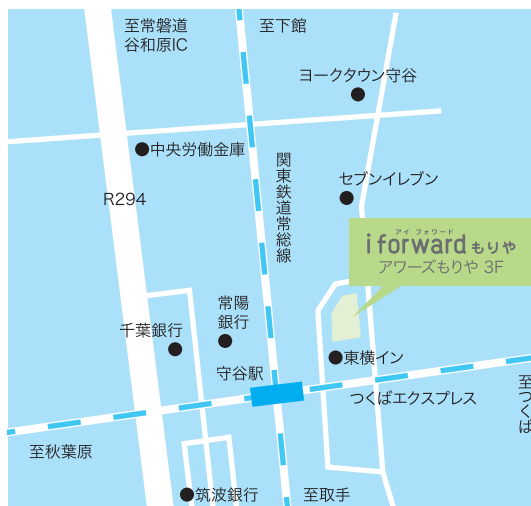 至常磐道
谷和原IC
至下館
ヨークタウン守谷
中央労働金庫
関東鉄道常総線
セブンイレブン
R294
アイ フォワード
i forward もりや
アワーズもりや 3F
常陽
銀行
千葉銀行
東横イン
守谷駅
つくばエクスプレス
至つくば
至秋葉原
筑波銀行
至取手